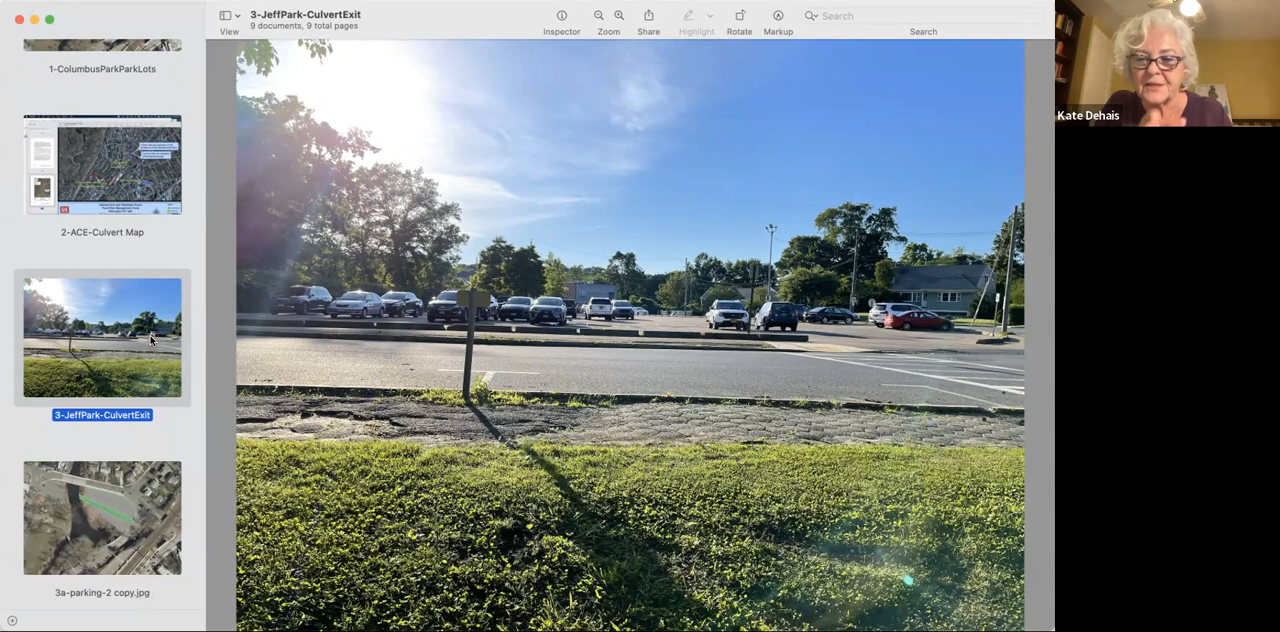 3-JeffPark-CulvertExit
9 documents, 9 total pages
View
Inspector
Zoom
Share
Highlight
Rotate
Markup
Search
Search
Kate Dehais
1-ColumbusParkParkLots
2-ACE-Culvert Map
3-JeffPark-CulvertExit
3a-parking-2 copy.jpg